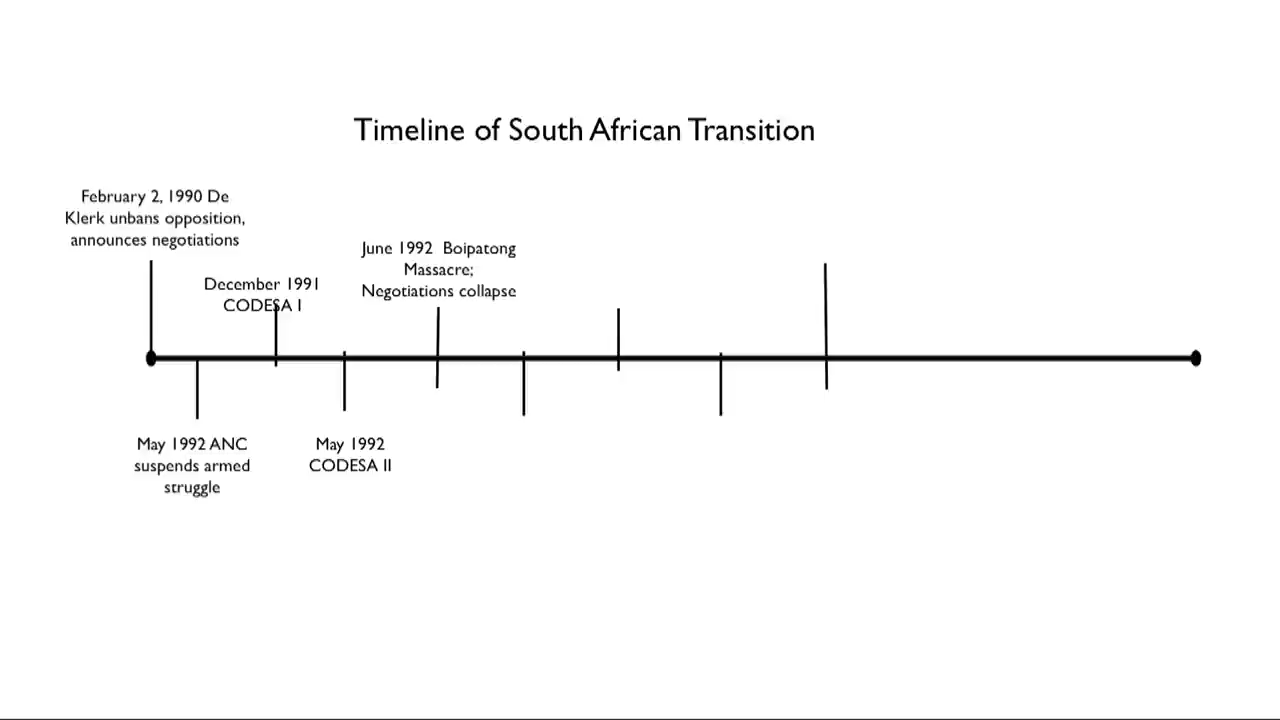 Timeline of South African Transition
February 2, 1990 De
Klerk unbans opposition,
announces negotiations
December 1991
CODESA I
June 1992 Boipatong
Massacre;
Negotiations collapse
May 1992 ANC
suspends armed
struggle
May 1992
CODESA II